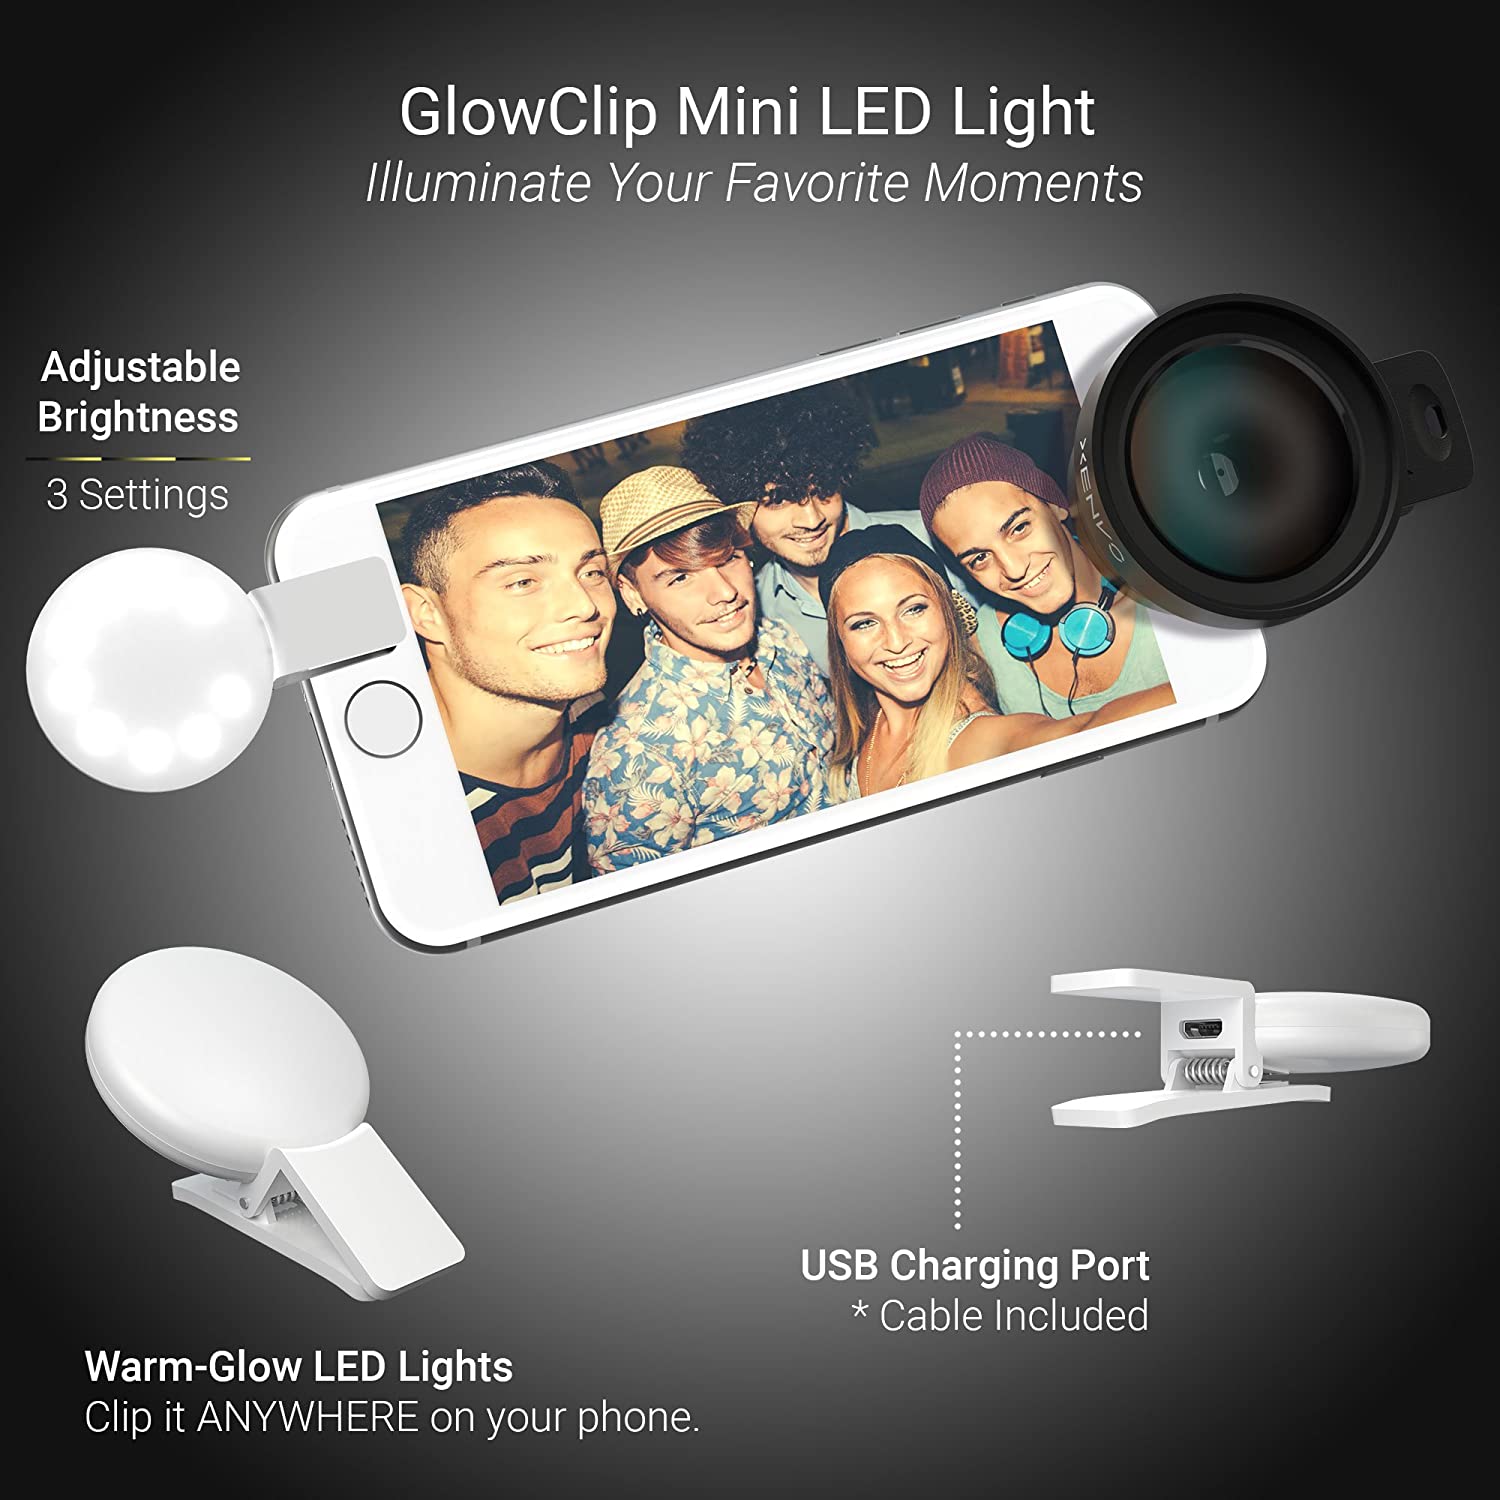 GlowClip Mini LED Light
Illuminate Your Favorite Moments
Adjustable
Brightness
3 Settings
XENVO
USB Charging Port
* Cable Included
Warm-Glow LED Lights
Clip it ANYWHERE on your phone.